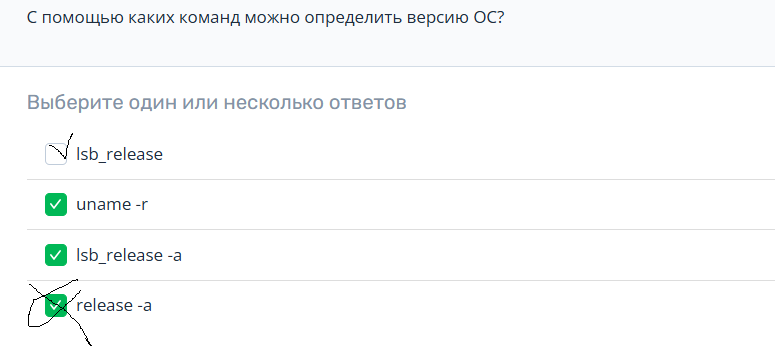 С помощью каких команд можно определить версию ОС?
Выберите один или несколько ответов
lsb_release
uname -r
lsb_release -a
release -a